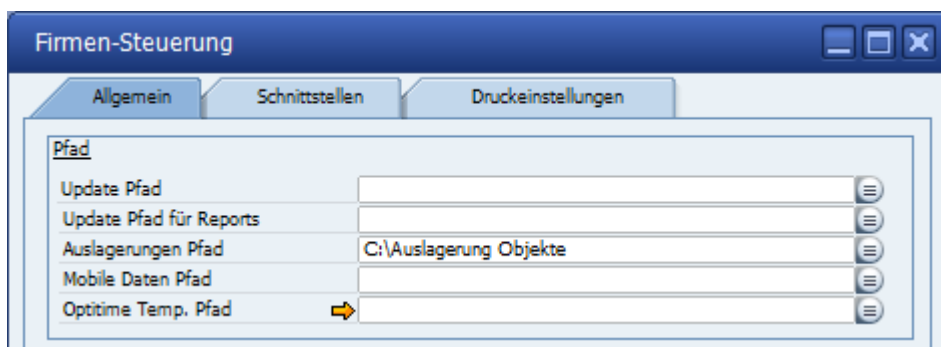 Firmen-Steuerung
Allgemein Schnittstellen Druckeinstellungen
Pfad
Update Pfad
Update Pfad für Reports
Auslagerungen Pfad C:\Auslagerung Objekte
Mobile Daten Pfad
Optitime Temp. Pfad